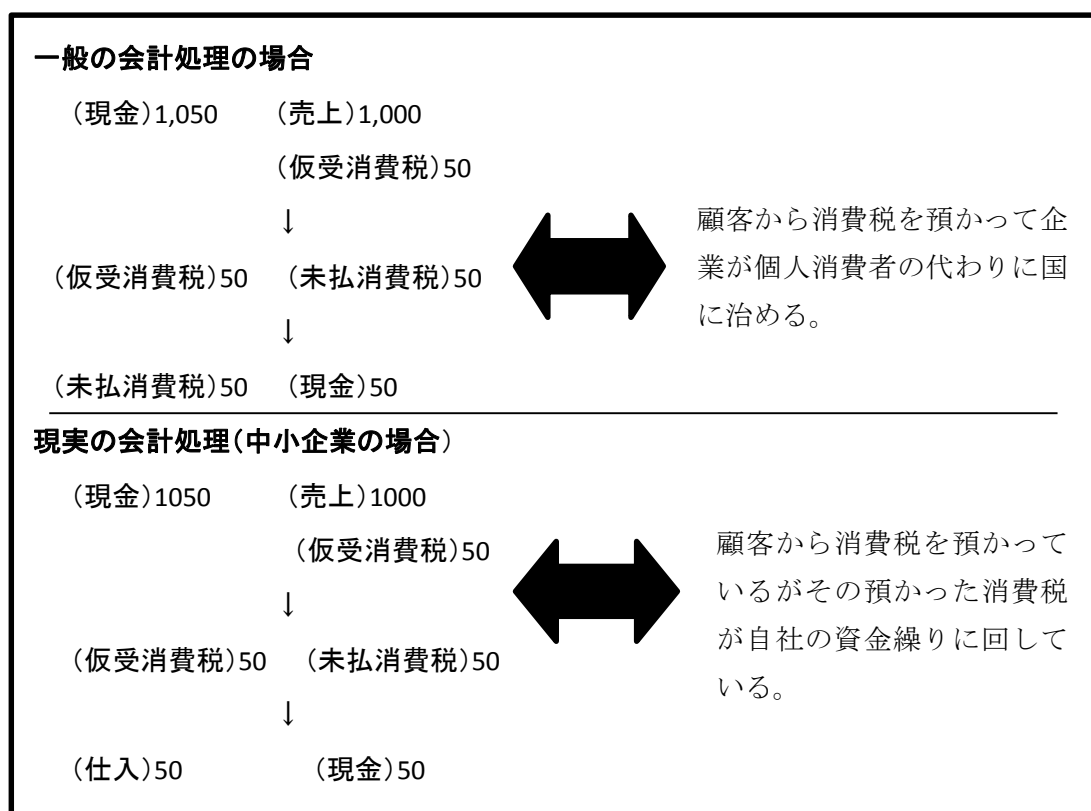 一般の会計処理の場合
（現金）1,050 （売上）1,000
（仮受消費税）50
↓
（仮受消費税）50 （未払消費税）50
↓
（未払消費税）50 （現金）50
顧客から消費税を預かって企
業が個人消費者の代わりに国
に治める。
現実の会計処理（中小企業の場合）
（現金）1050 （売上）1000
（仮受消費税）50
↓
（仮受消費税）50 （未払消費税）50
↓
（仕入）50 （現金）50
顧客から消費税を預かって
いるがその預かった消費税
が自社の資金繰りに回して
いる。